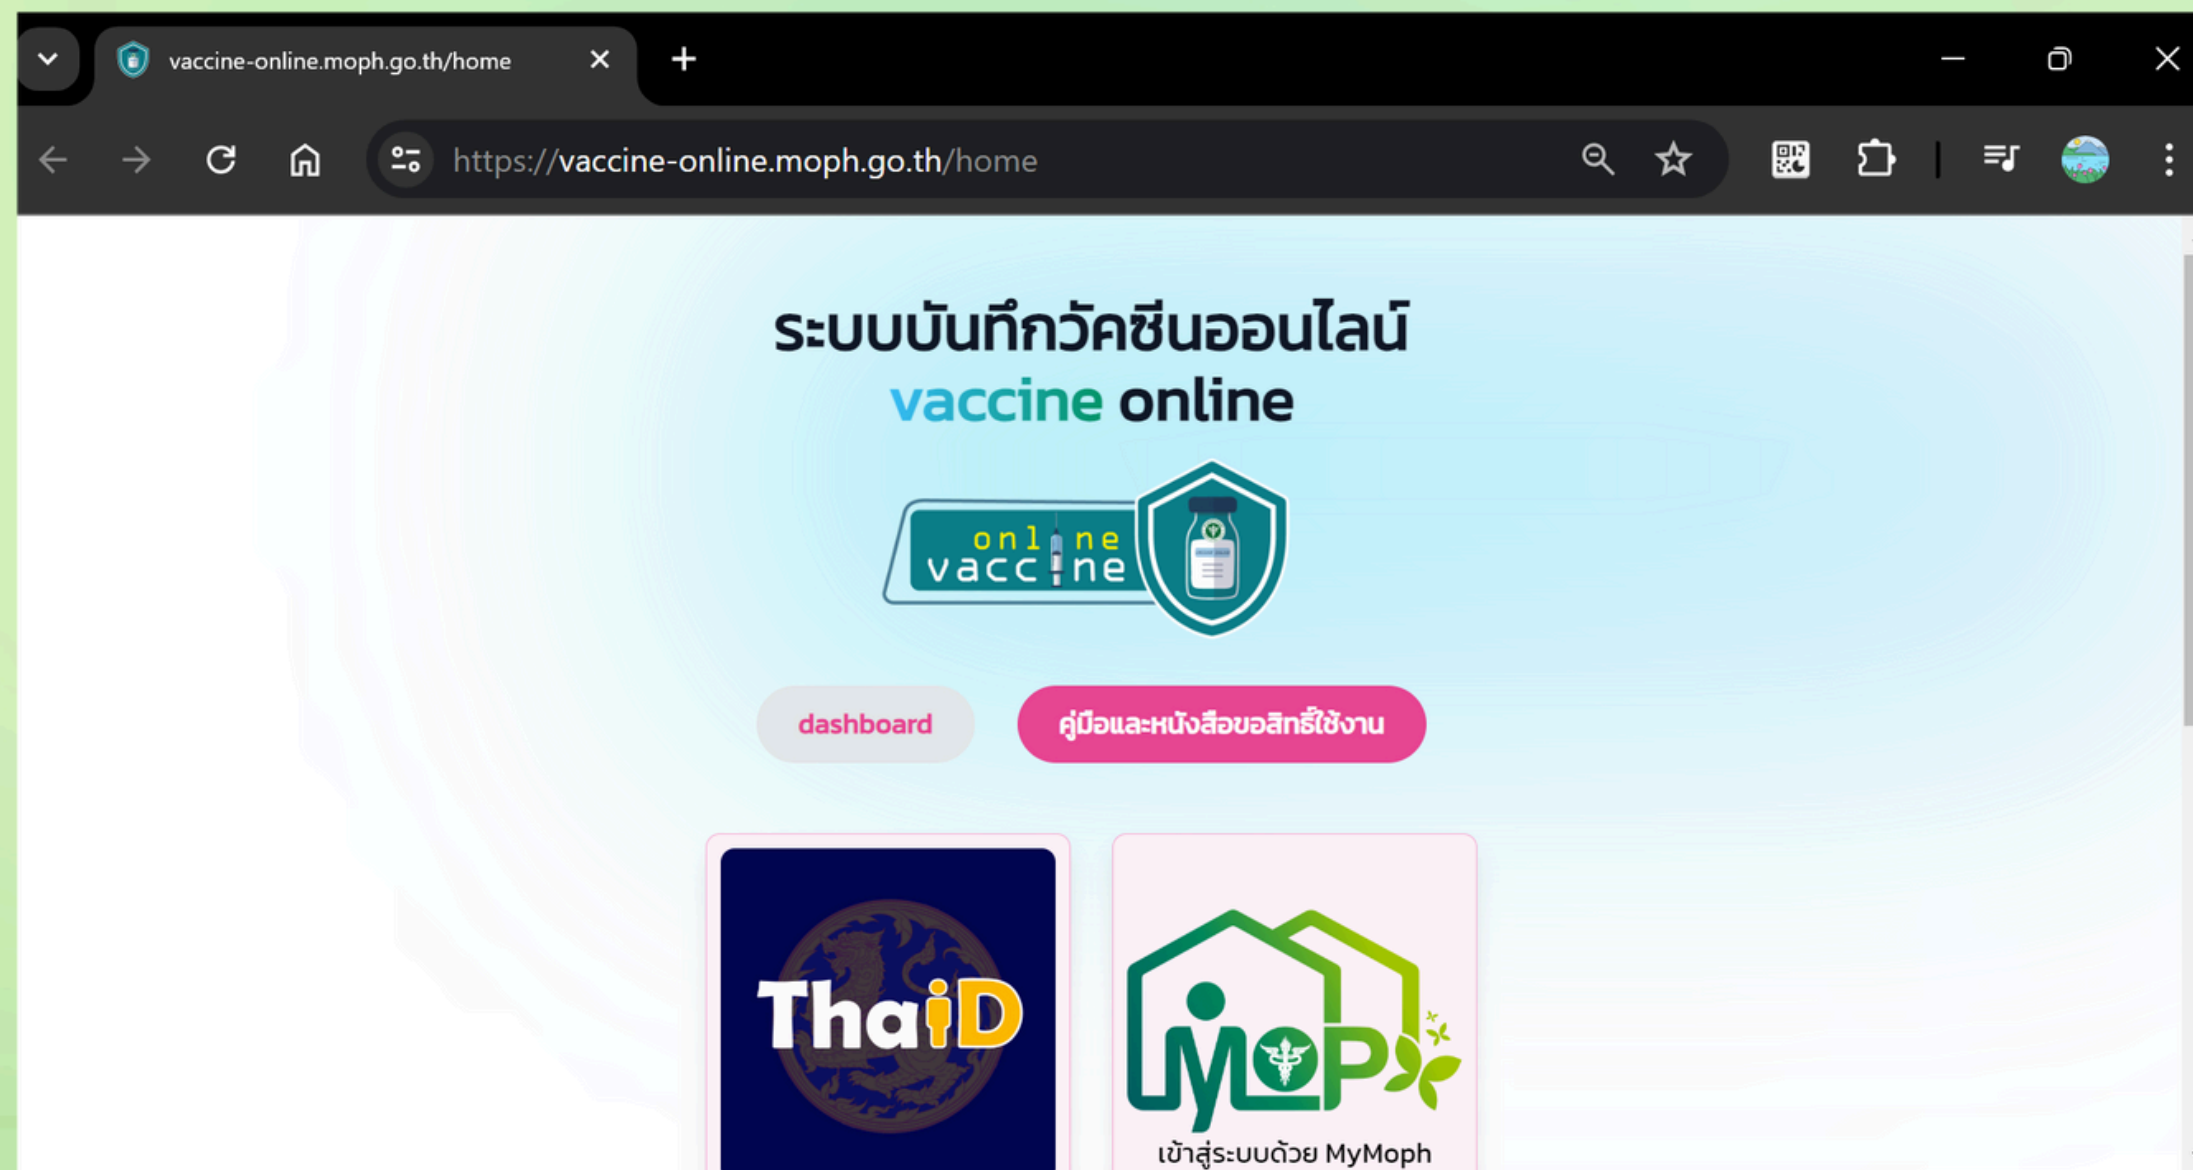 vaccine-online.moph.go.th/home
https://vaccine-online.moph.go.th/home
ระบบบันทึกวัคซีนออนไลน์
vaccine online
online
vaccine
dashboard
คู่มือและหนังสือขอสิทธิ์ใช้งาน
ThaiD
MyMOPH
เข้าสู่ระบบด้วย MyMoph